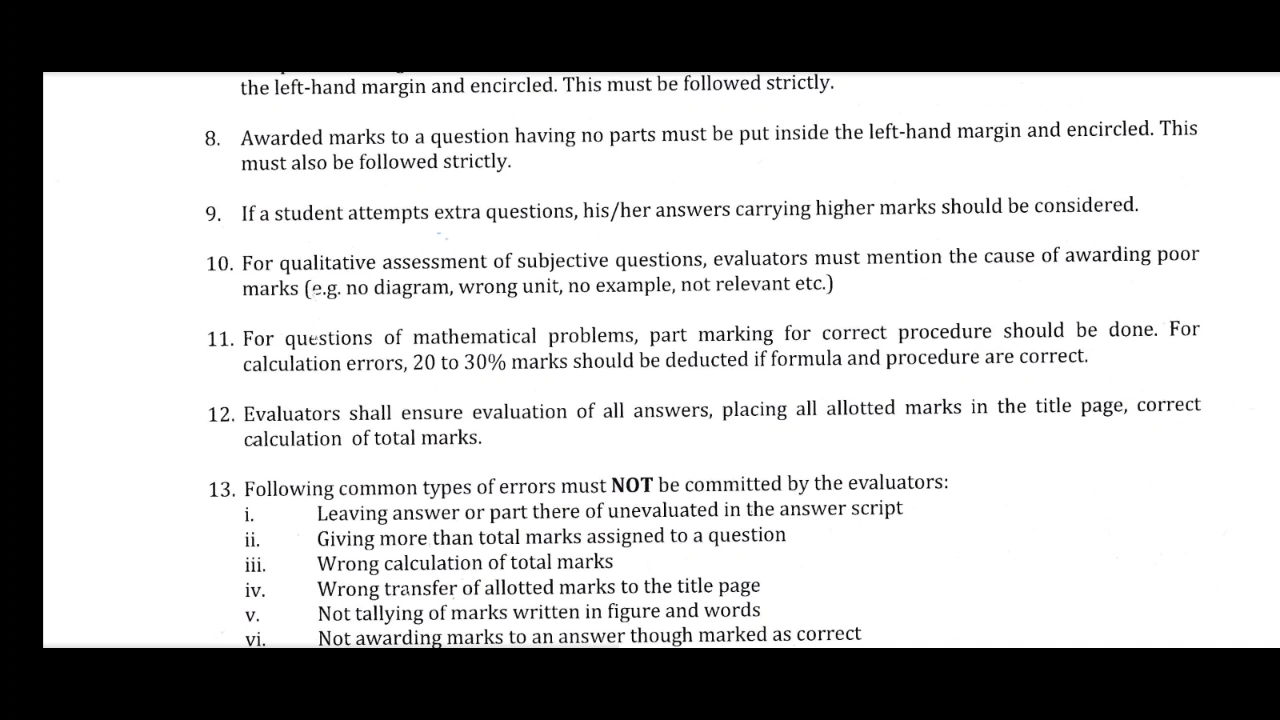 the left-hand margin and encircled. This must be followed strictly.
8. Awarded marks to a question having no parts must be put inside the left-hand margin and encircled. This
must also be followed strictly.
9. If a student attempts extra questions, his/her answers carrying higher marks should be considered.
10. For qualitative assessment of subjective questions, evaluators must mention the cause of awarding poor
marks (e.g. no diagram, wrong unit, no example, not relevant etc.)
11. For questions of mathematical problems, part marking for correct procedure should be done. For
calculation errors, 20 to 30% marks should be deducted if formula and procedure are correct.
12. Evaluators shall ensure evaluation of all answers, placing all allotted marks in the title page, correct
calculation of total marks.
13. Following common types of errors must NOT be committed by the evaluators:
i. Leaving answer or part there of unevaluated in the answer script
ii. Giving more than total marks assigned to a question
iii. Wrong calculation of total marks
iv. Wrong transfer of allotted marks to the title page
v. Not tallying of marks written in figure and words
vi. Not awarding marks to an answer though marked as correct